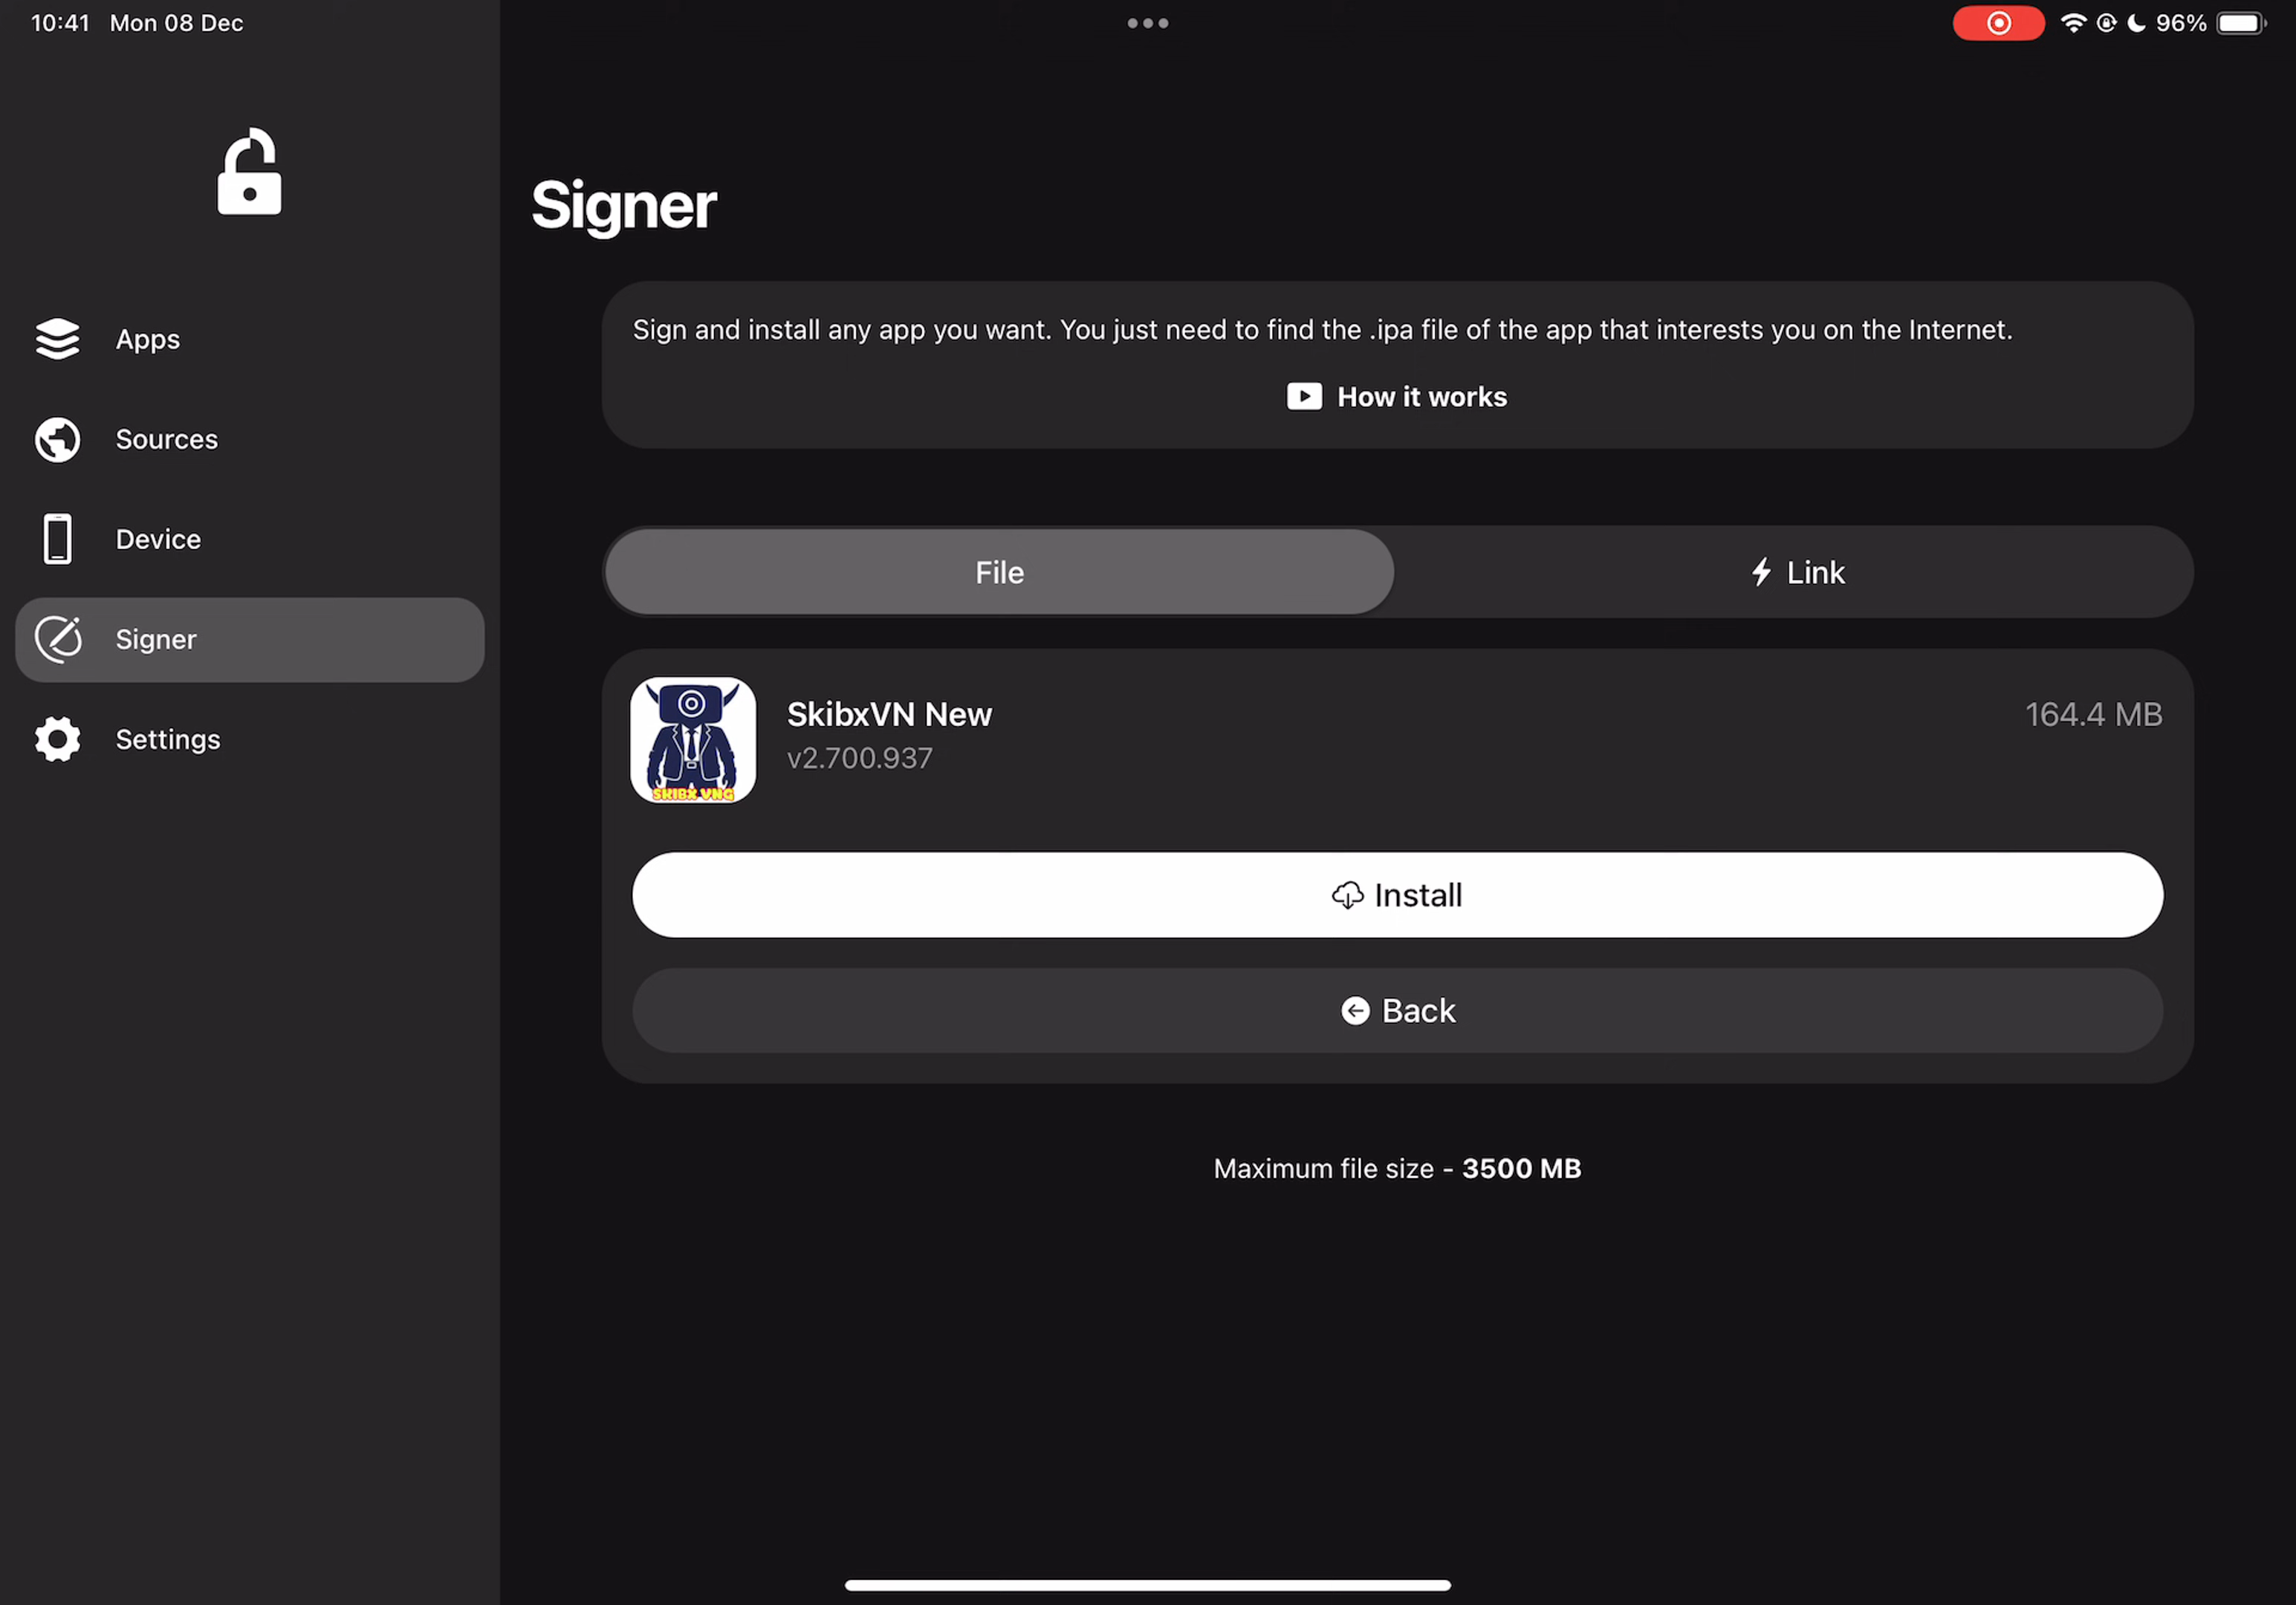 10:41 Mon 08 Dec
96%
Apps
Sources
Device
Signer
Settings
Signer
Sign and install any app you want. You just need to find the .ipa file of the app that interests you on the Internet.
How it works
File
Link
SKIBX VNG
SkibxVN New
164.4 MB
v2.700.937
Install
Back
Maximum file size - 3500 MB